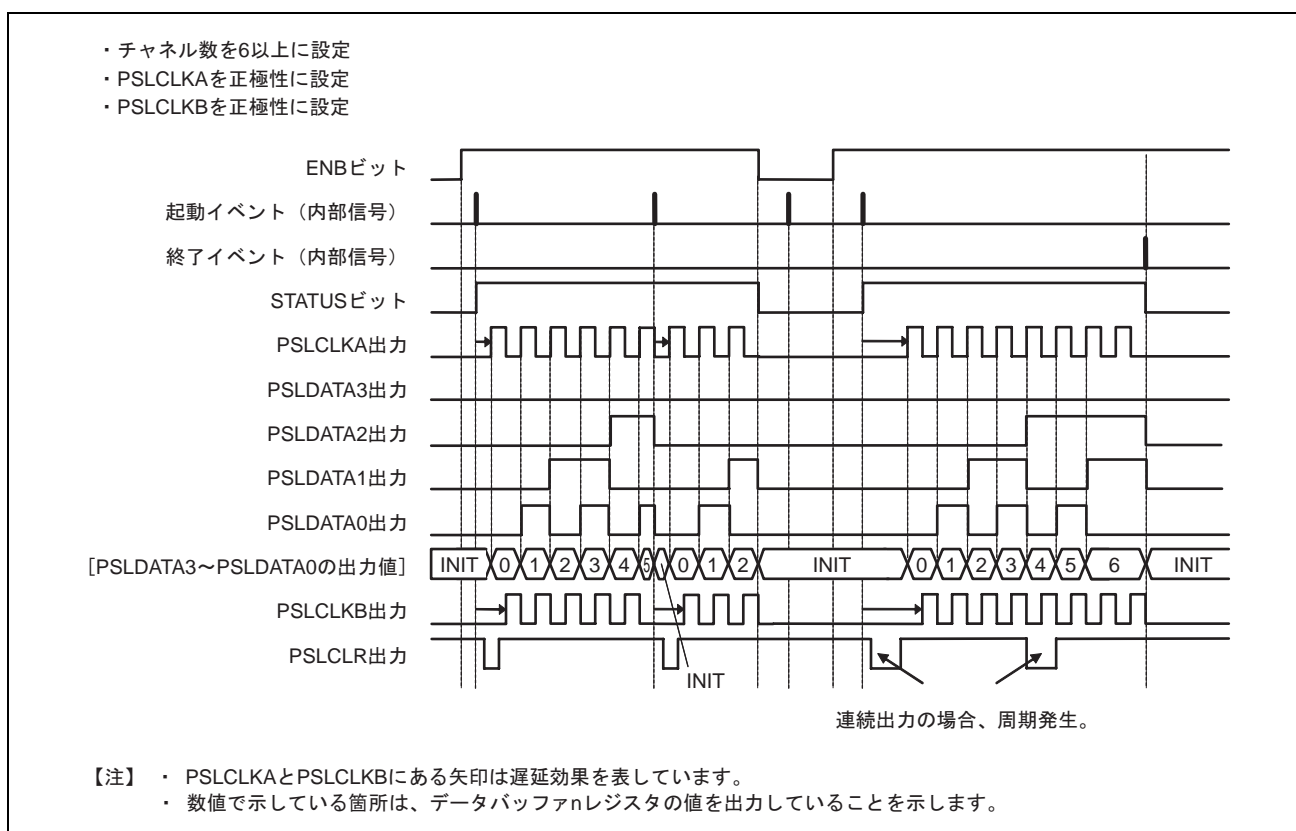 ・チャネル数を6以上に設定
・PSLCLKAを正極性に設定
・PSLCLKBを正極性に設定
ENBビット
起動イベント（内部信号）
終了イベント（内部信号）
STATUSビット
PSLCLKA出力
PSLDATA3出力
PSLDATA2出力
PSLDATA1出力
PSLDATA0出力
[PSLDATA3～PSLDATA0の出力値] INIT 0 1 2 3 4 5 0 1 2 INIT 0 1 2 3 4 5 6 INIT
PSLCLKB出力
PSLCLR出力
INIT
連続出力の場合、周期発生。
【注】 ・ PSLCLKAとPSLCLKBにある矢印は遅延効果を表しています。
・ 数値で示している箇所は、データバッファnレジスタの値を出力していることを示します。